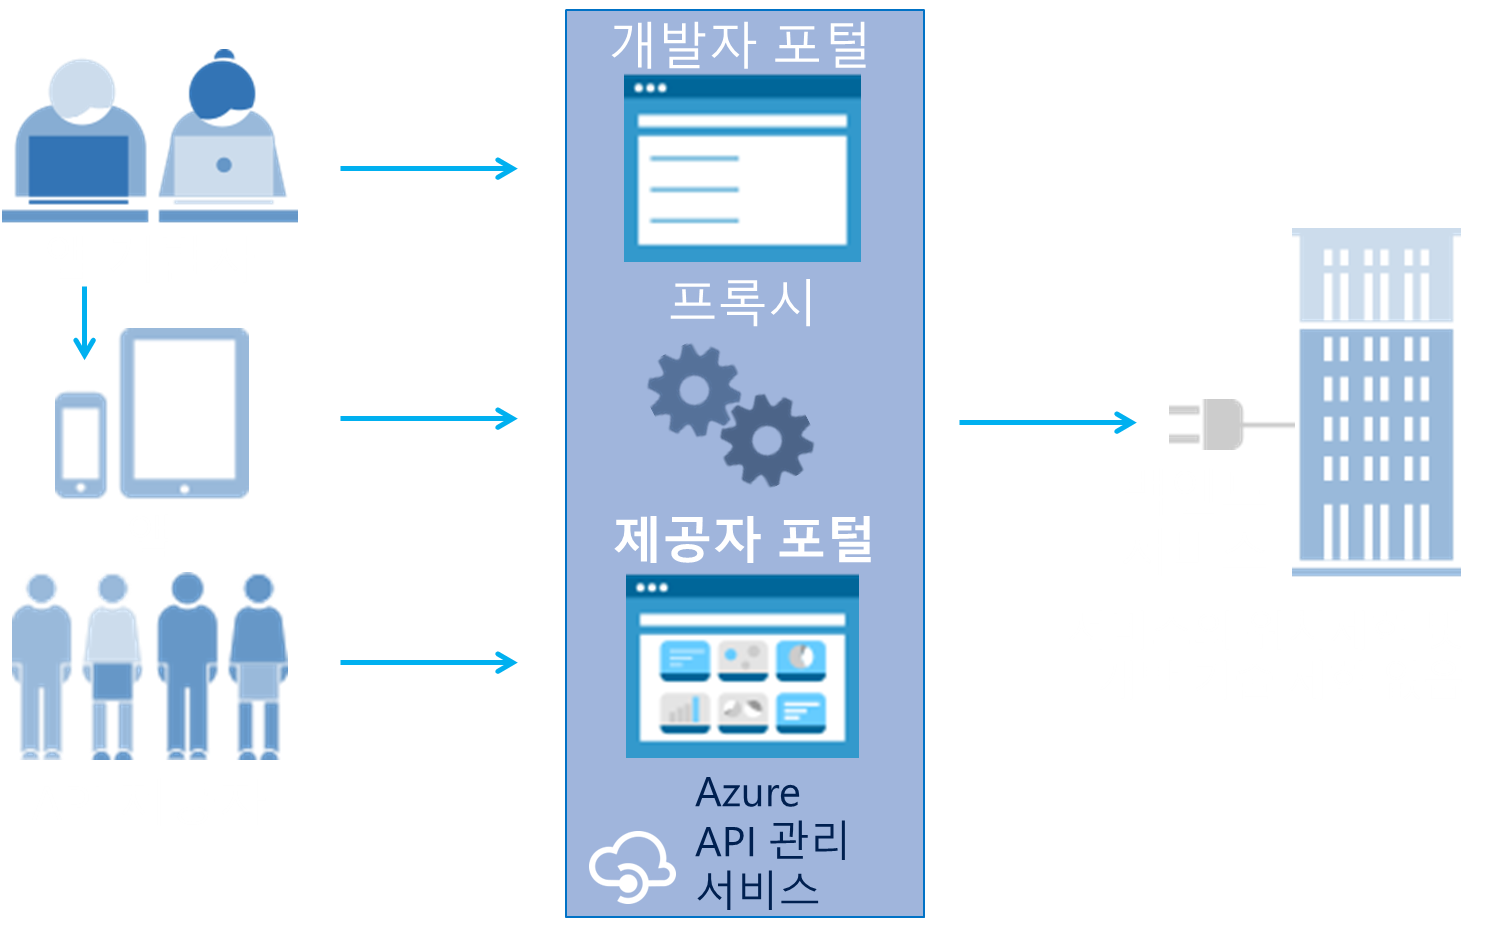 개발자 포털
프록시
제공자 포털
Azure
API 관리
서비스